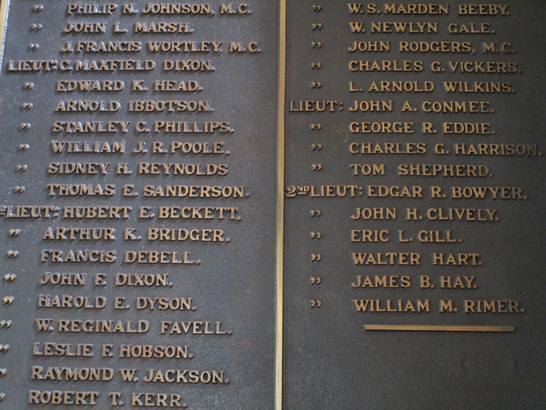 " PHILIP N. JOHNSON, M.C.
" JOHN L. MARSH.
" J. FRANCIS WORTLEY, M.C.
LIEUT: C. MAXFIELD DIXON.
" EDWARD K. HEAD.
" ARNOLD IBBOTSON.
" STANLEY C. PHILLIPS.
" WILLIAM J. R. POOLE.
" SIDNEY H. REYNOLDS.
" THOMAS E. SANDERSON.
LIEUT: HUBERT E. BECKETT.
" ARTHUR K. BRIDGER.
" FRANCIS DEBELL.
" JOHN E. DIXON.
" HAROLD E. DYSON.
" W. REGINALD FAVELL.
" LESLIE F. HOBSON.
" RAYMOND W. JACKSON.
" ROBERT T. KERR.
" W. S. MARDEN BEEBY.
" W. NEWLYN GALE.
" JOHN RODGERS, M.C.
" CHARLES G. VICKERS.
" L. ARNOLD WILKINS.
LIEUT: JOHN A. CONMEE.
" GEORGE R. EDDIE.
" CHARLES G. HARRISON.
" TOM SHEPHERD.
2ND LIEUT: EDGAR R. BOWYER.
" JOHN H. CLIVELY.
" ERIC L. GILL.
" WALTER HART.
" JAMES B. HAY.
" WILLIAM M. RIMER.